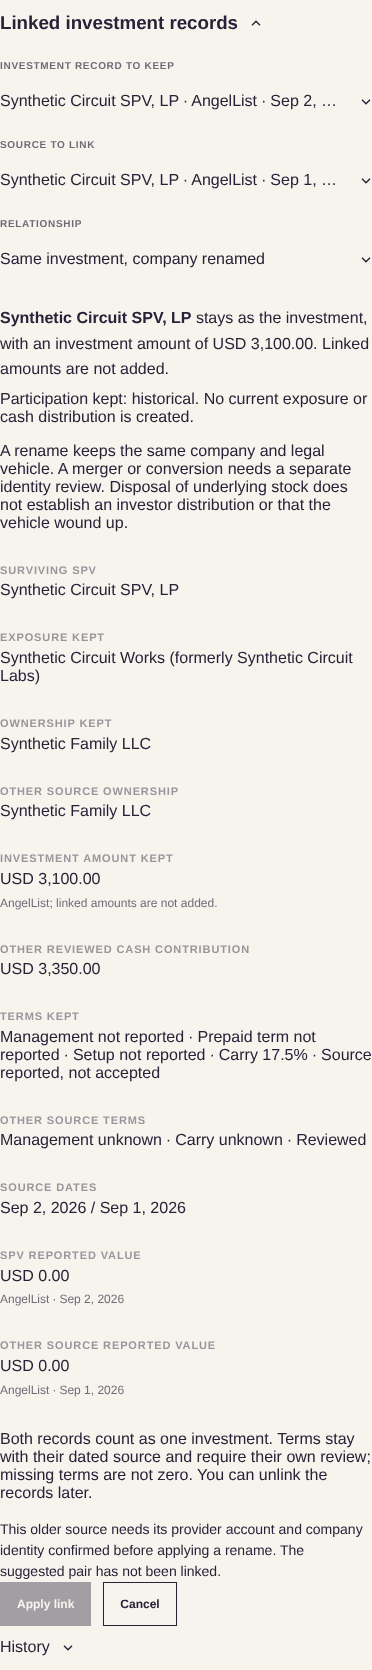 Linked investment records
INVESTMENT RECORD TO KEEP
Synthetic Circuit SPV, LP · AngelList · Sep 2, …
SOURCE TO LINK
Synthetic Circuit SPV, LP · AngelList · Sep 1, …
RELATIONSHIP
Same investment, company renamed
Synthetic Circuit SPV, LP stays as the investment,
with an investment amount of USD 3,100.00. Linked
amounts are not added.
Participation kept: historical. No current exposure or
cash distribution is created.
A rename keeps the same company and legal
vehicle. A merger or conversion needs a separate
identity review. Disposal of underlying stock does
not establish an investor distribution or that the
vehicle wound up.
SURVIVING SPV
Synthetic Circuit SPV, LP
EXPOSURE KEPT
Synthetic Circuit Works (formerly Synthetic Circuit
Labs)
OWNERSHIP KEPT
Synthetic Family LLC
OTHER SOURCE OWNERSHIP
Synthetic Family LLC
INVESTMENT AMOUNT KEPT
USD 3,100.00
AngelList; linked amounts are not added.
OTHER REVIEWED CASH CONTRIBUTION
USD 3,350.00
TERMS KEPT
Management not reported · Prepaid term not
reported · Setup not reported · Carry 17.5% · Source
reported, not accepted
OTHER SOURCE TERMS
Management unknown · Carry unknown · Reviewed
SOURCE DATES
Sep 2, 2026 / Sep 1, 2026
SPV REPORTED VALUE
USD 0.00
AngelList · Sep 2, 2026
OTHER SOURCE REPORTED VALUE
USD 0.00
AngelList · Sep 1, 2026
Both records count as one investment. Terms stay
with their dated source and require their own review;
missing terms are not zero. You can unlink the
records later.
This older source needs its provider account and company
identity confirmed before applying a rename. The
suggested pair has not been linked.
Apply link Cancel
History